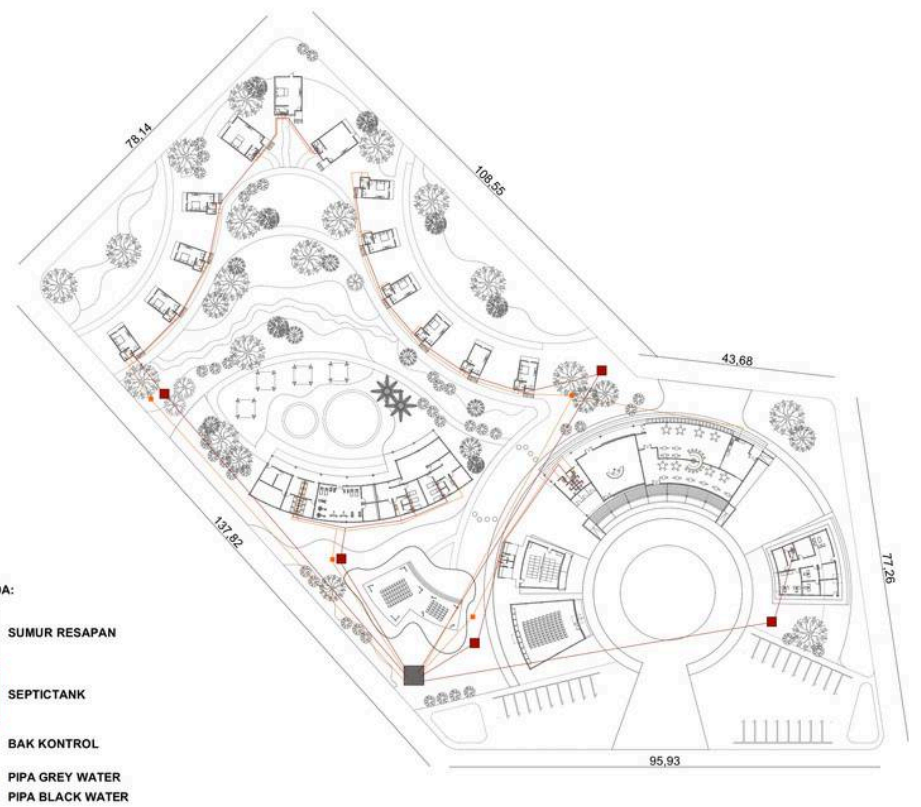 78,14
108,55
43,68
77,26
137,82
95,93
DA:
SUMUR RESAPAN
SEPTICTANK
BAK KONTROL
PIPA GREY WATER
PIPA BLACK WATER